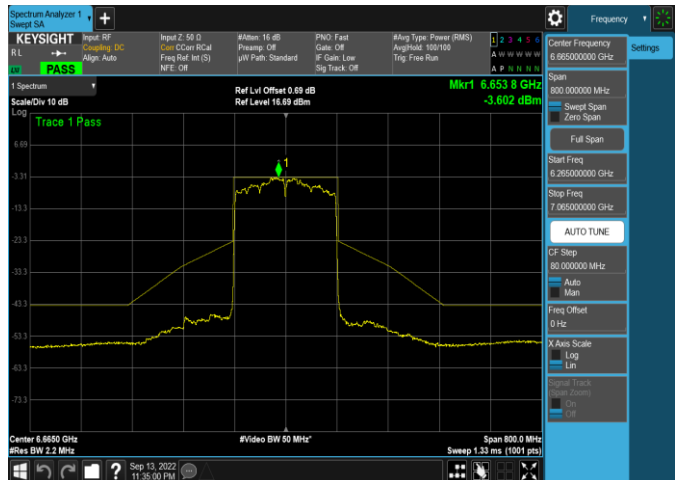 Spectrum Analyzer 1
Swept SA
Frequency
KEYSIGHT
RL
PASS
Input: RF
Coupling: DC
Align: Auto
Input Z: 50 Ω
Corr CCorr RCal
Freq Ref: Int (S)
NFE: Off
#Atten: 16 dB
Preamp: Off
µW Path: Standard
PNO: Fast
Gate: Off
IF Gain: Low
Sig Track: Off
#Avg Type: Power (RMS)
Avg|Hold: 100/100
Trig: Free Run
1 2 3 4 5 6
A W W W W W
A P N N N N
1 Spectrum
Scale/Div 10 dB
Log
Ref Lvl Offset 0.69 dB
Ref Level 16.69 dBm
Mkr1 6.653 8 GHz
-3.602 dBm
Trace 1 Pass
1
6.69
-3.31
-13.3
-23.3
-33.3
-43.3
-53.3
-63.3
-73.3
Center 6.6650 GHz
#Res BW 2.2 MHz
#Video BW 50 MHz*
Span 800.0 MHz
Sweep 1.33 ms (1001 pts)
Sep 13, 2022
11:35:00 PM
Center Frequency
6.665000000 GHz
Settings
Span
800.000000 MHz
Swept Span
Zero Span
Full Span
Start Freq
6.265000000 GHz
Stop Freq
7.065000000 GHz
AUTO TUNE
CF Step
80.000000 MHz
Auto
Man
Freq Offset
0 Hz
X Axis Scale
Log
Lin
Signal Track
(Span Zoom)
On
Off